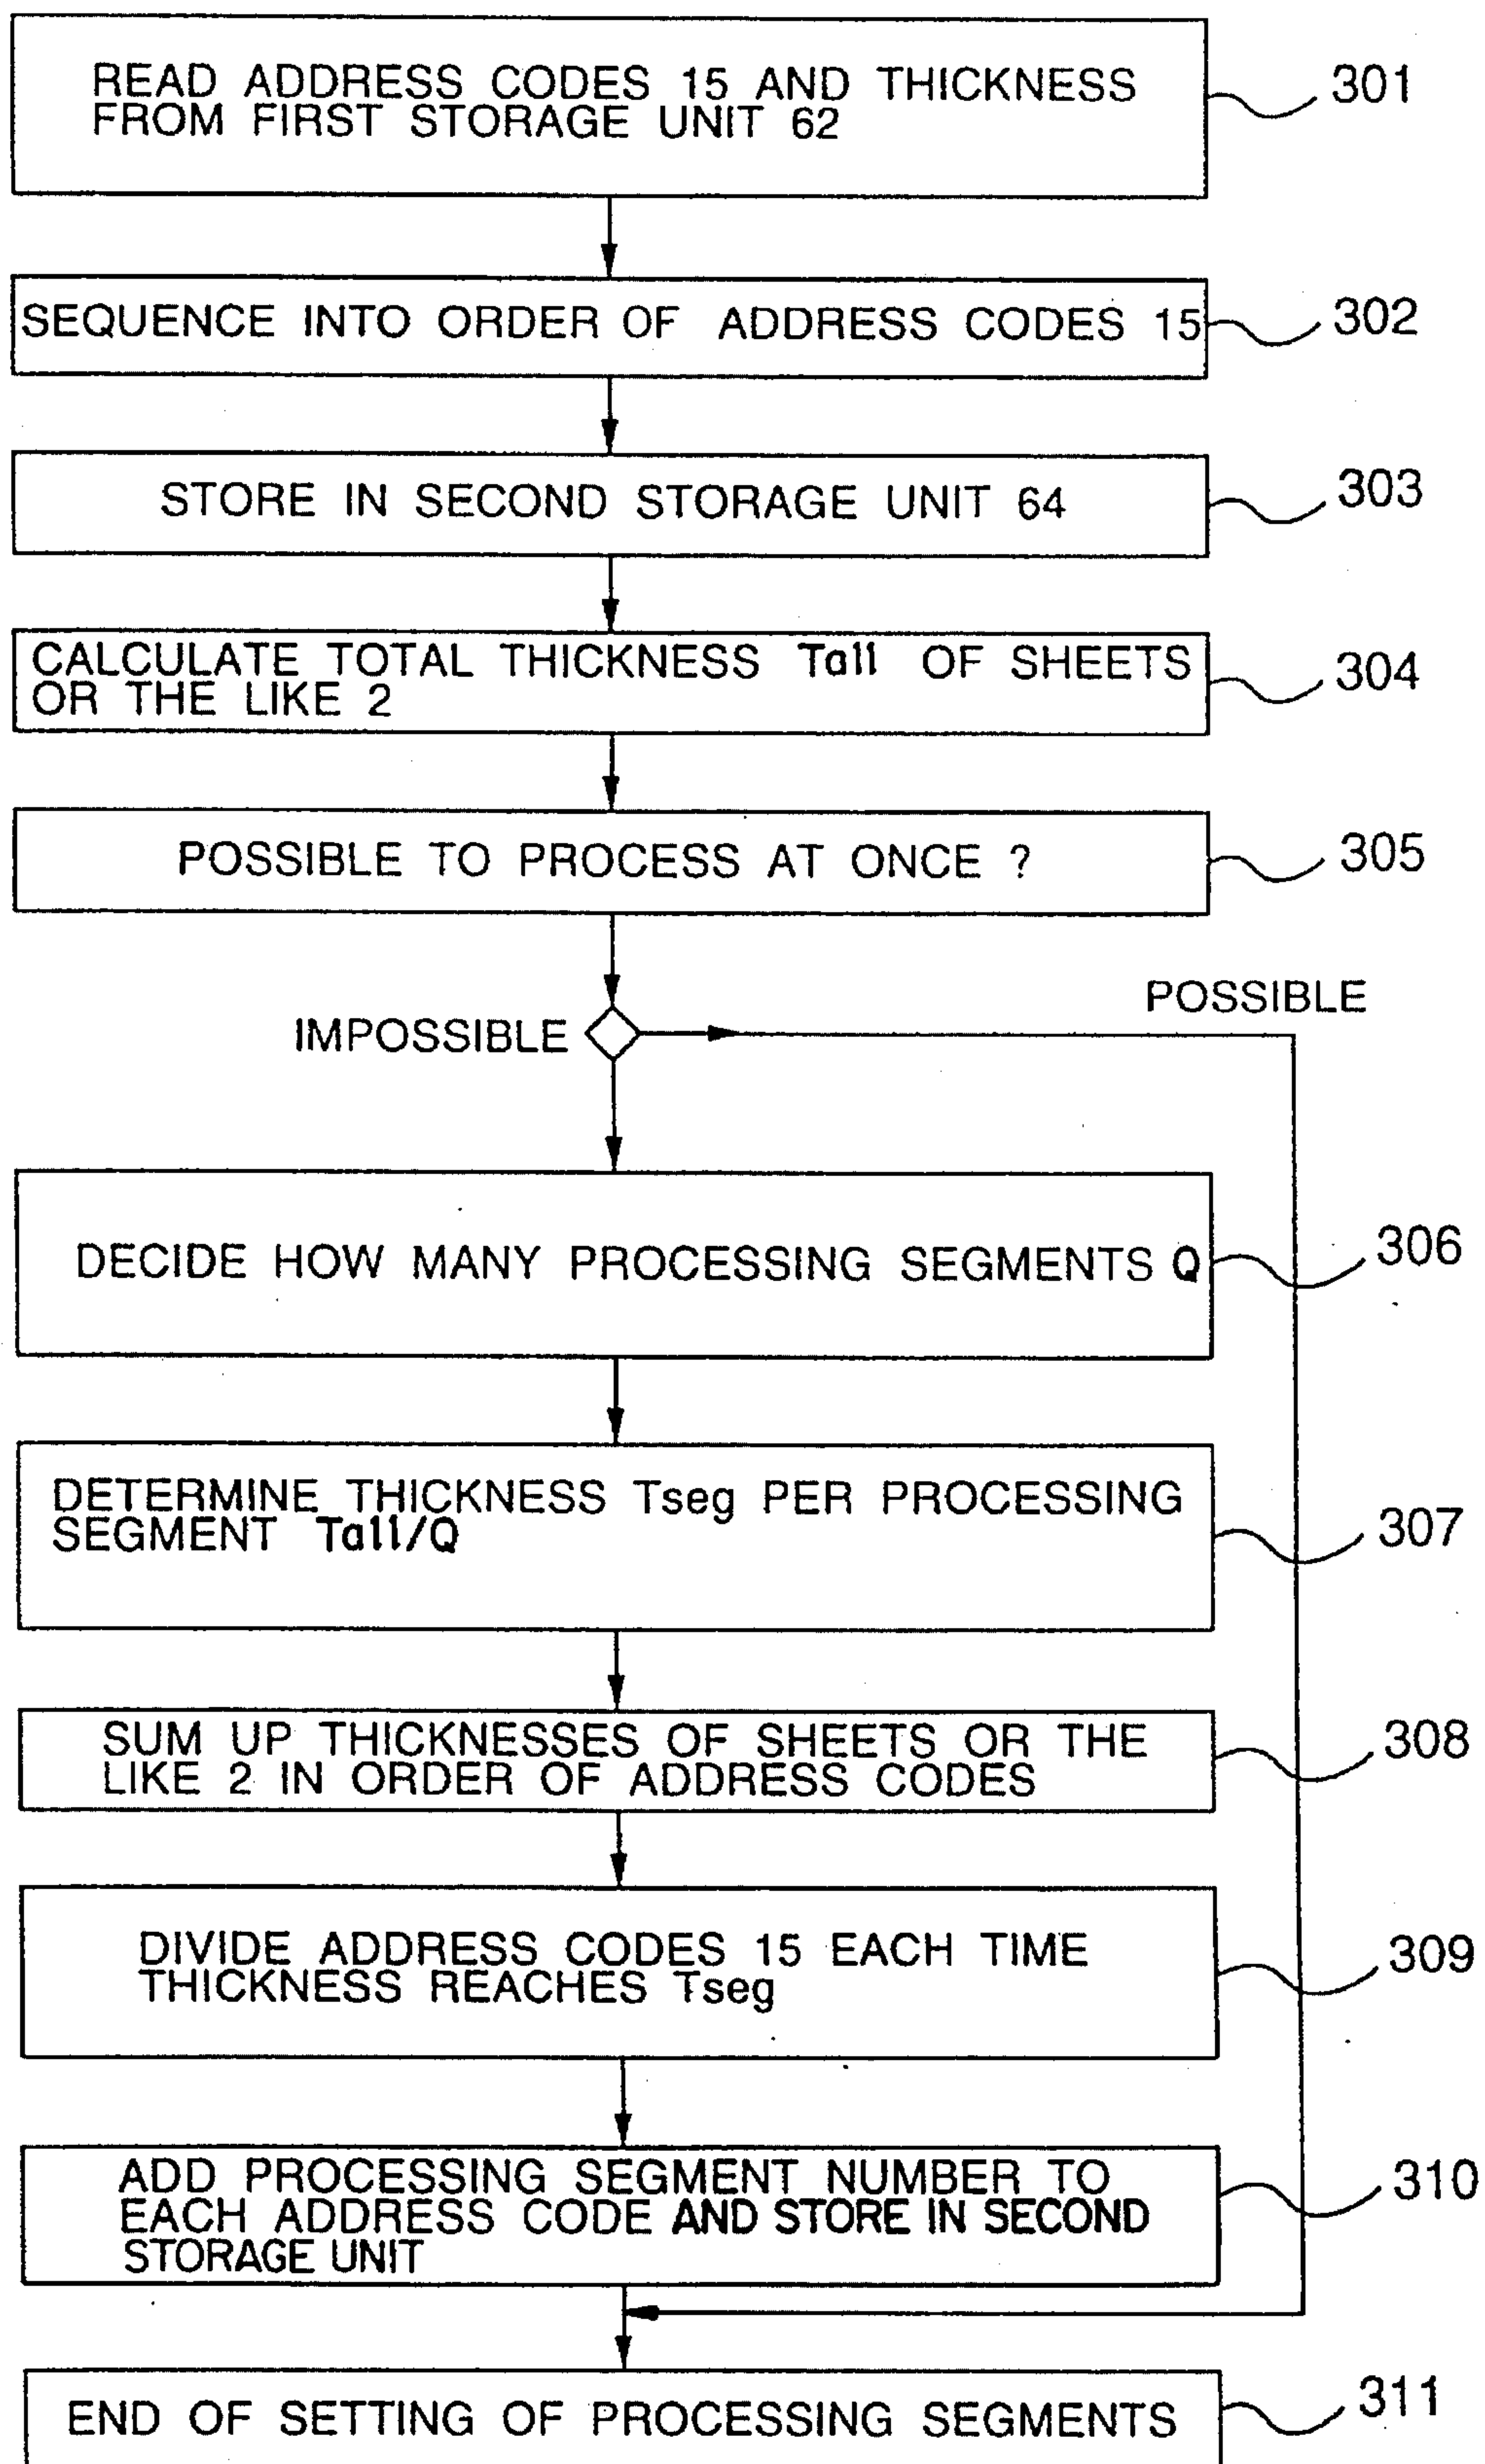 READ ADDRESS CODES 15 AND THICKNESS
FROM FIRST STORAGE UNIT 62
301
SEQUENCE INTO ORDER OF ADDRESS CODES 15
302
STORE IN SECOND STORAGE UNIT 64
303
CALCULATE TOTAL THICKNESS Tall OF SHEETS
OR THE LIKE 2
304
POSSIBLE TO PROCESS AT ONCE ?
305
POSSIBLE
IMPOSSIBLE
DECIDE HOW MANY PROCESSING SEGMENTS Q
306
DETERMINE THICKNESS Tseg PER PROCESSING
SEGMENT Tall/Q
307
SUM UP THICKNESSES OF SHEETS OR THE
LIKE 2 IN ORDER OF ADDRESS CODES
308
DIVIDE ADDRESS CODES 15 EACH TIME
THICKNESS REACHES Tseg
309
ADD PROCESSING SEGMENT NUMBER TO
EACH ADDRESS CODE AND STORE IN SECOND
STORAGE UNIT
310
END OF SETTING OF PROCESSING SEGMENTS
311